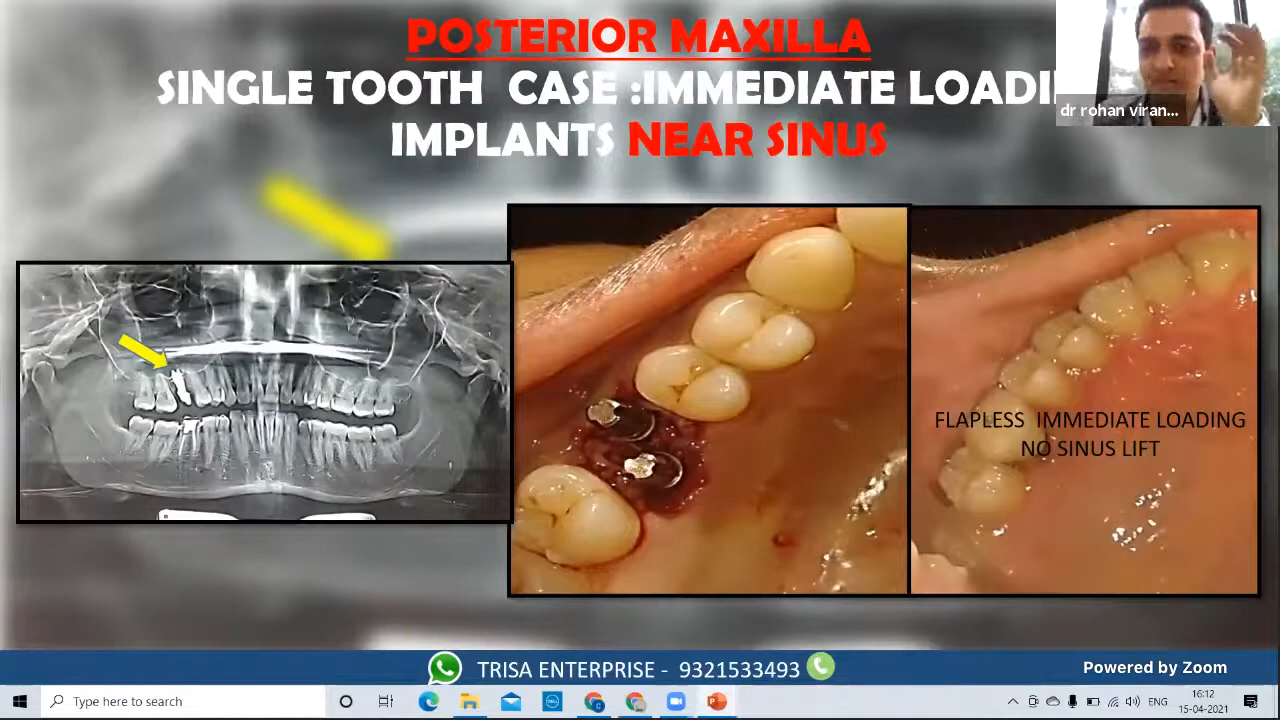 POSTERIOR MAXILLA
SINGLE TOOTH CASE :IMMEDIATE LOADI
IMPLANTS NEAR SINUS
dr rohan viran...
FLAPLESS IMMEDIATE LOADING
NO SINUS LIFT
TRISA ENTERPRISE - 9321533493
Powered by Zoom
Type here to search
ENG
16:12
15-04-2021